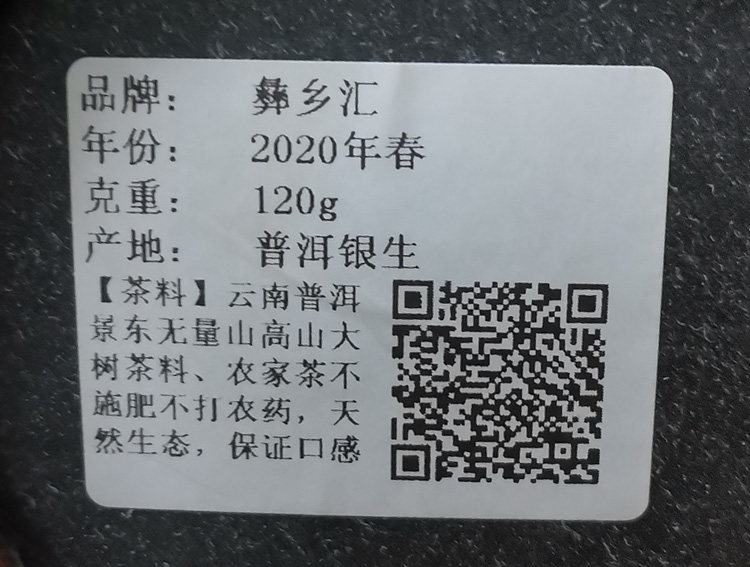 品牌： 彝乡汇
年份： 2020年春
克重： 120g
产地： 普洱银生
【茶料】云南普洱
景东无量山高山大
树茶料、农家茶不
施肥不打农药，天
然生态，保证口感